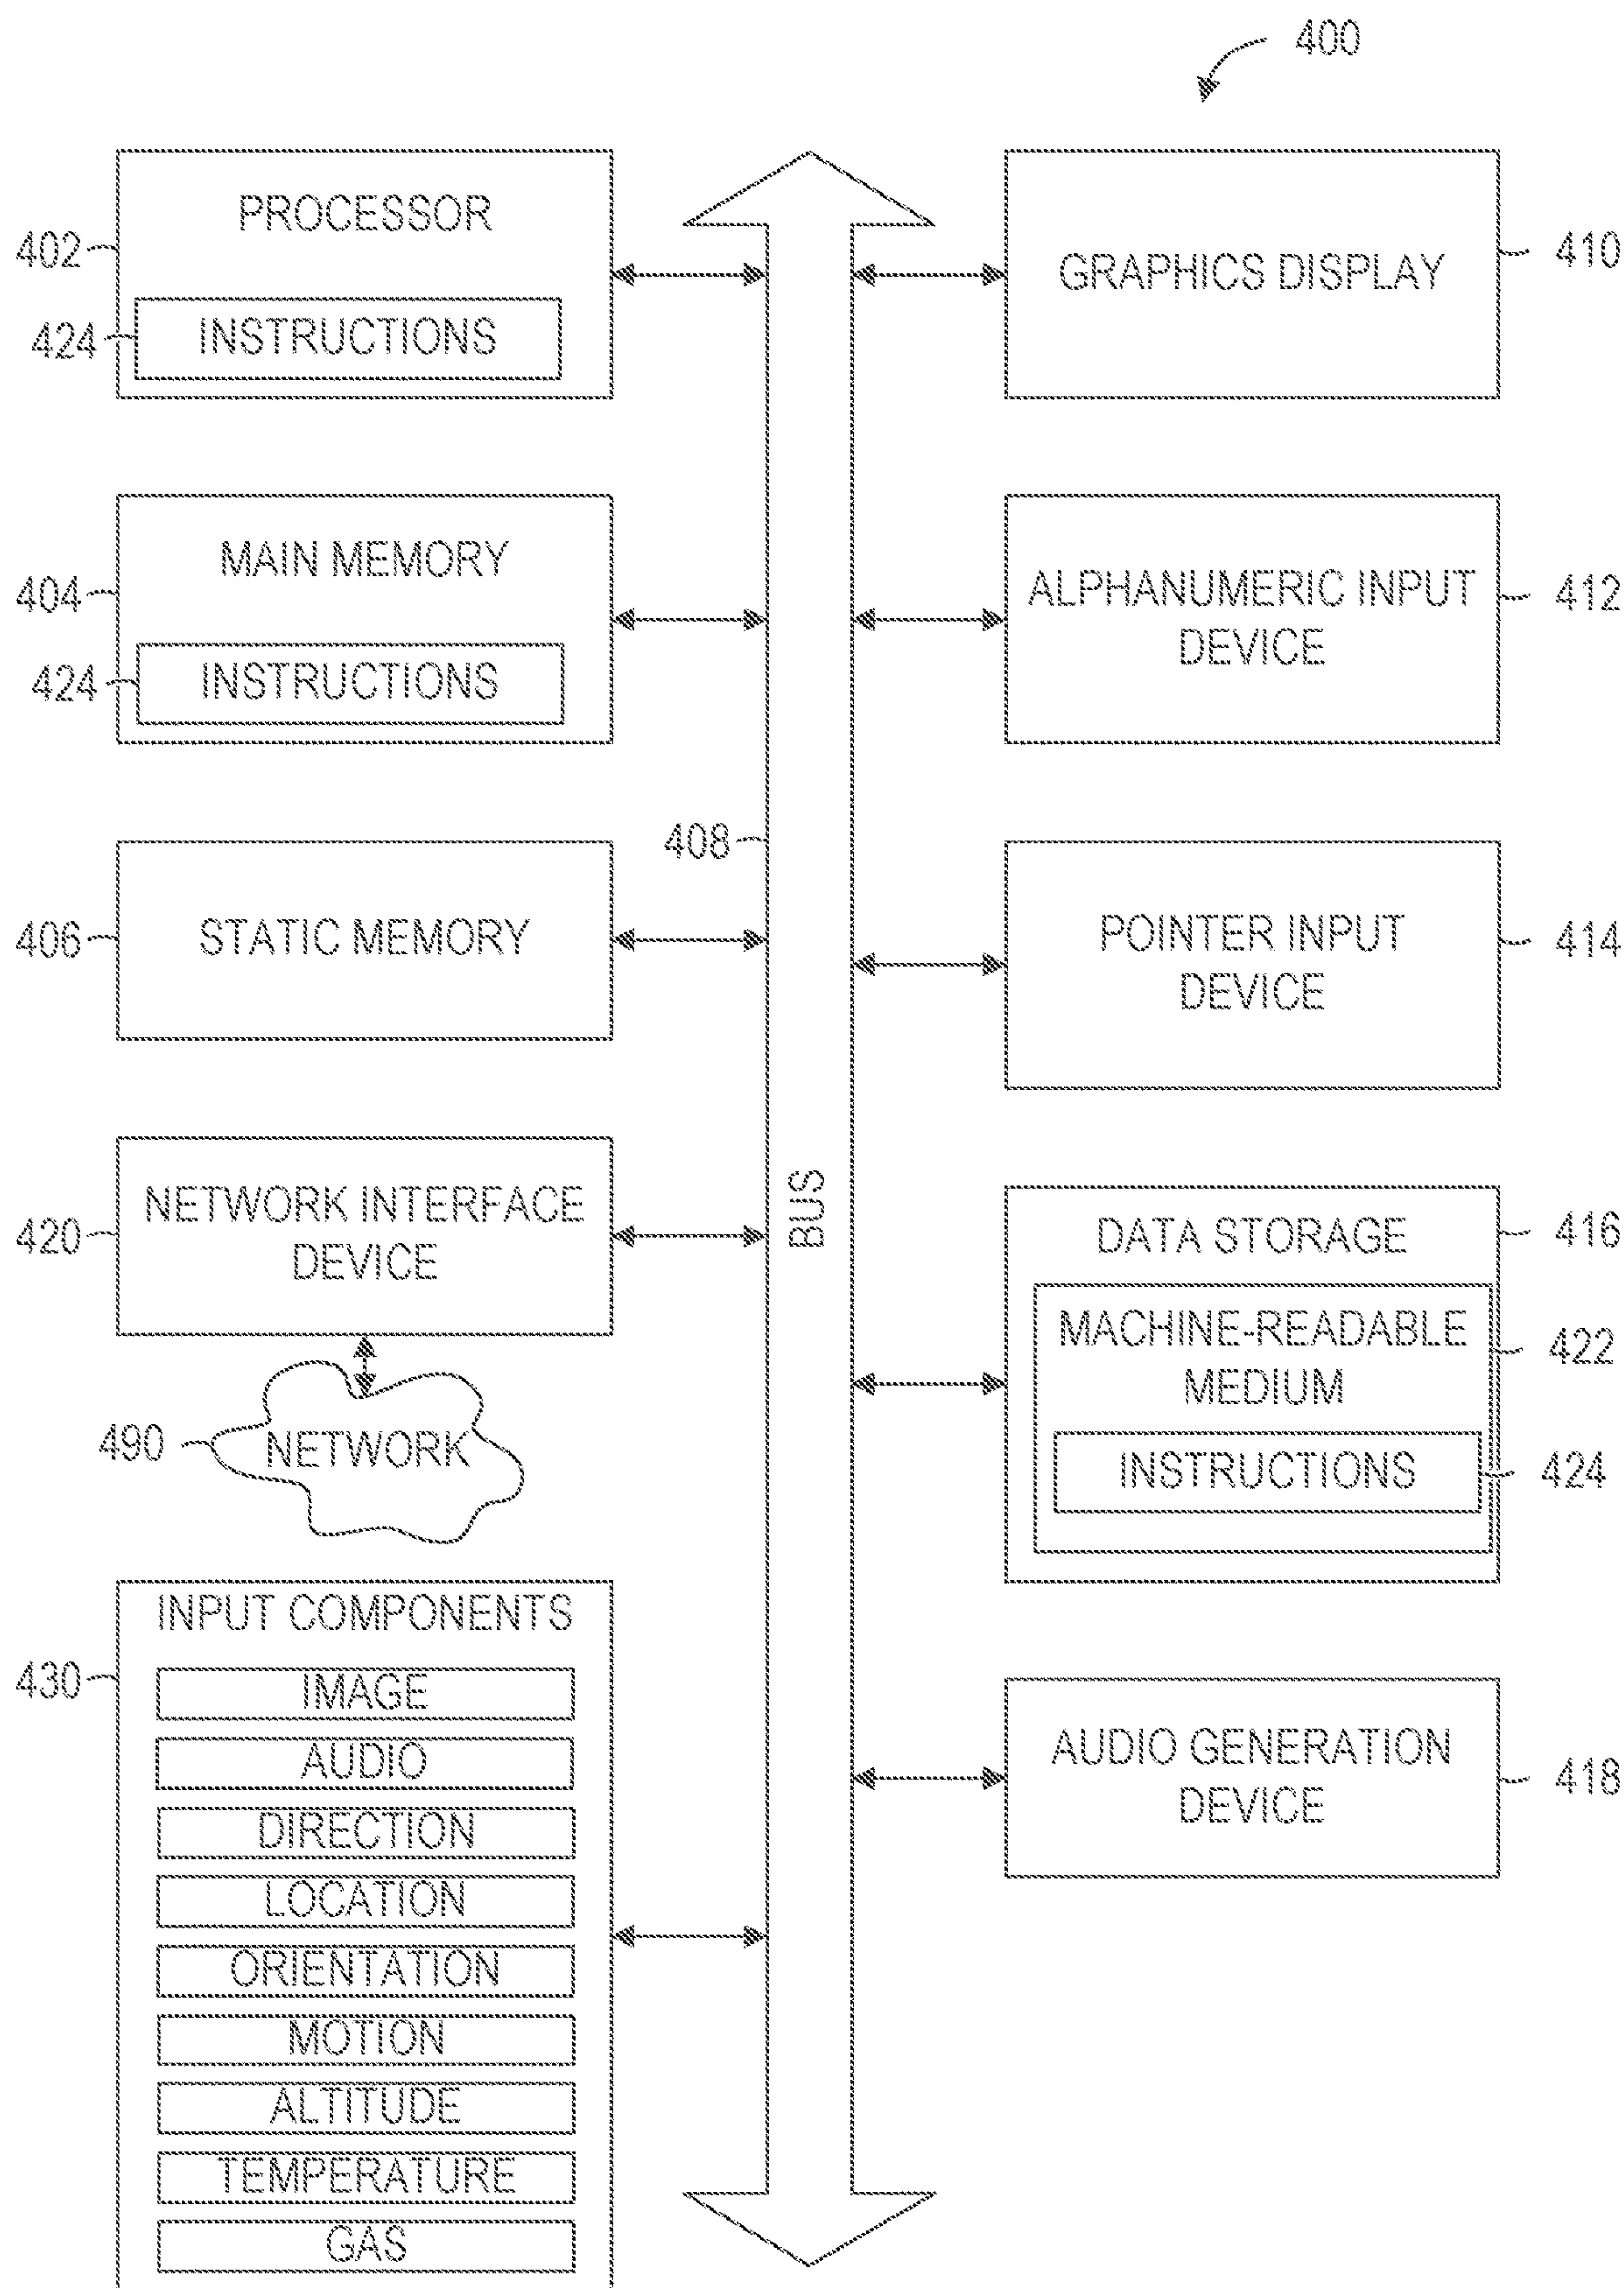 400
PROCESSOR
402
INSTRUCTIONS
424
MAIN MEMORY
404
INSTRUCTIONS
424
STATIC MEMORY
406
NETWORK INTERFACE
DEVICE
420
NETWORK
490
INPUT COMPONENTS
430
IMAGE
AUDIO
DIRECTION
LOCATION
ORIENTATION
MOTION
ALTITUDE
TEMPERATURE
GAS
408
BUS
GRAPHICS DISPLAY
410
ALPHANUMERIC INPUT
DEVICE
412
POINTER INPUT
DEVICE
414
DATA STORAGE
416
MACHINE-READABLE
MEDIUM
422
INSTRUCTIONS
424
AUDIO GENERATION
DEVICE
418